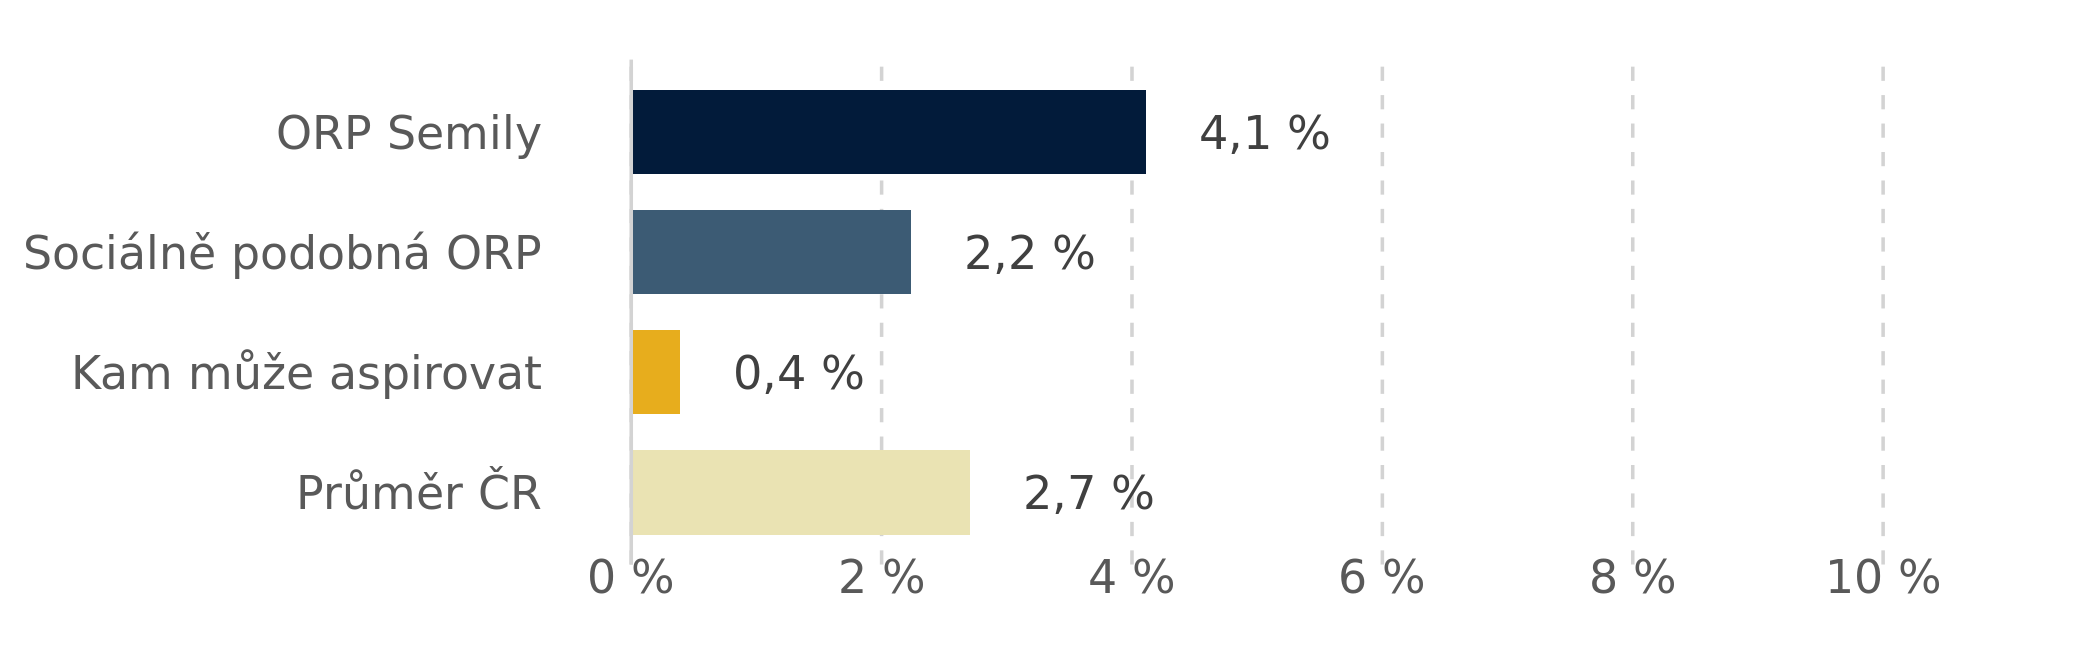 ORP Semily 4,1 %
Sociálně podobná ORP 2,2 %
Kam může aspirovat 0,4 %
Průměr ČR 2,7 %
0 % 2 % 4 % 6 % 8 % 10 %